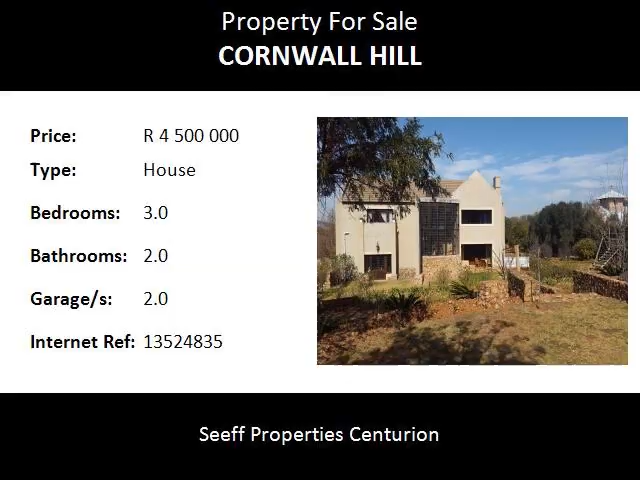 Property For Sale
CORNWALL HILL
Price: R 4 500 000
Type: House
Bedrooms: 3.0
Bathrooms: 2.0
Garage/s: 2.0
Internet Ref: 13524835
Seeff Properties Centurion